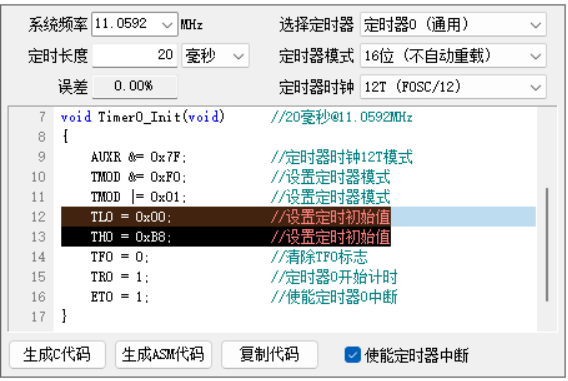 系统频率 11.0592 MHz 选择定时器 定时器0（通用）
定时长度 20 毫秒 定时器模式 16位（不自动重载）
误差 0.00% 定时器时钟 12T（FOSC/12）
7 void Timer0_Init(void) //20毫秒@11.0592MHz
8 {
9 AUXR &= 0x7F; //定时器时钟12T模式
10 TMOD &= 0xF0; //设置定时器模式
11 TMOD |= 0x01; //设置定时器模式
12 TL0 = 0x00; //设置定时初始值
13 TH0 = 0xB8; //设置定时初始值
14 TF0 = 0; //清除TF0标志
15 TR0 = 1; //定时器0开始计时
16 ET0 = 1; //使能定时器0中断
17 }
生成C代码 生成ASM代码 复制代码 使能定时器中断